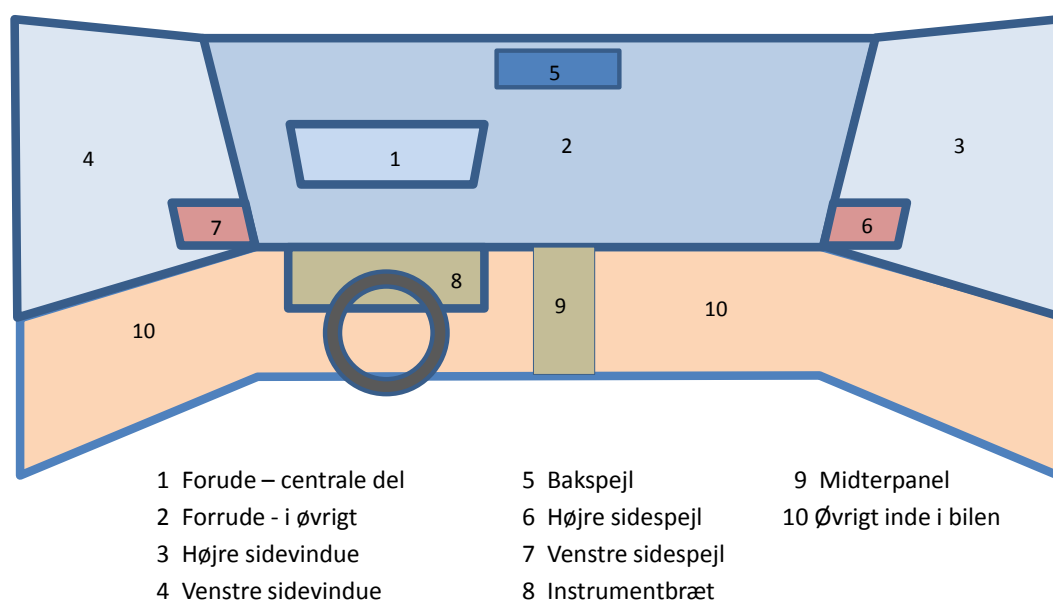 5
1
2
4
3
7
6
8
9
10
10
1 Forude – centrale del
2 Forrude - i øvrigt
3 Højre sidevindue
4 Venstre sidevindue
5 Bakspejl
6 Højre sidespejl
7 Venstre sidespejl
8 Instrumentbræt
9 Midterpanel
10 Øvrigt inde i bilen